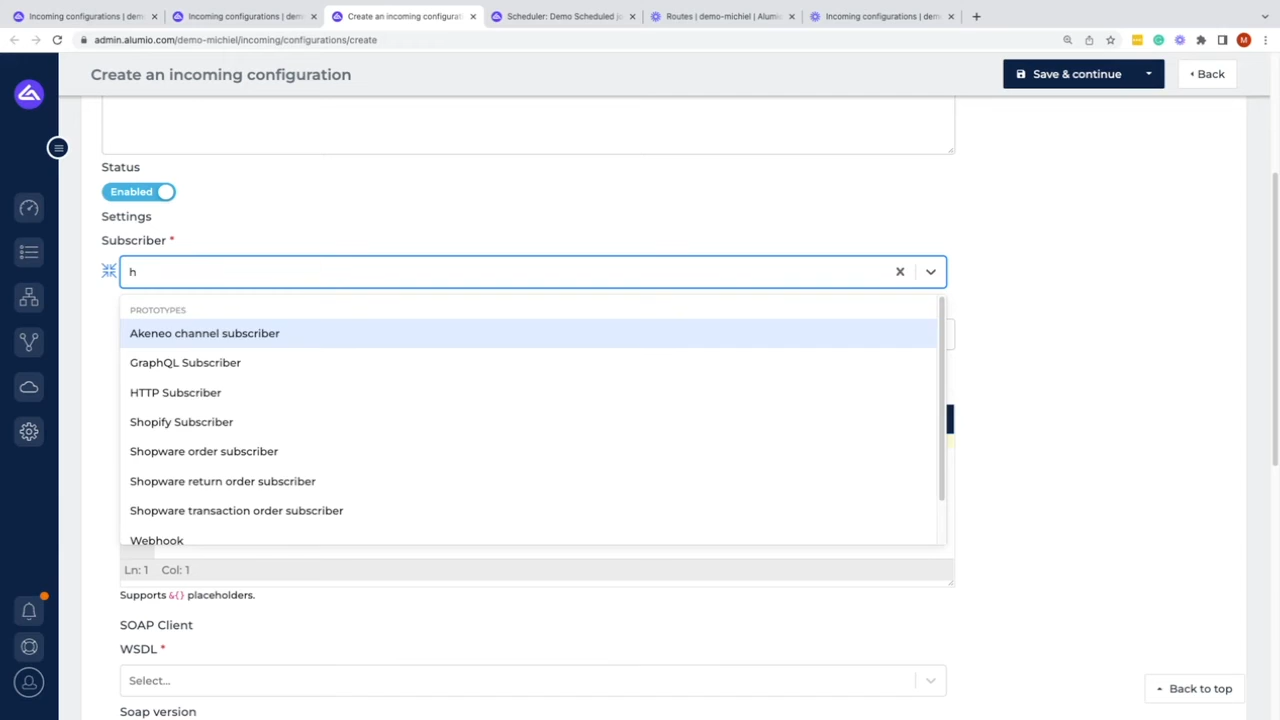 Incoming configurations | dem
Incoming configurations | dem
Create an incoming configurat
Scheduler: Demo Scheduled jo
Routes | demo-michiel | Alumi
Incoming configurations | dem
admin.alumio.com/demo-michiel/incoming/configurations/create
M
Create an incoming configuration
Save & continue
Back
Status
Enabled
Settings
Subscriber *
h
PROTOTYPES
Akeneo channel subscriber
GraphQL Subscriber
HTTP Subscriber
Shopify Subscriber
Shopware order subscriber
Shopware return order subscriber
Shopware transaction order subscriber
Webhook
Ln: 1 Col: 1
Supports &{} placeholders.
SOAP Client
WSDL *
Select...
Back to top
Soap version